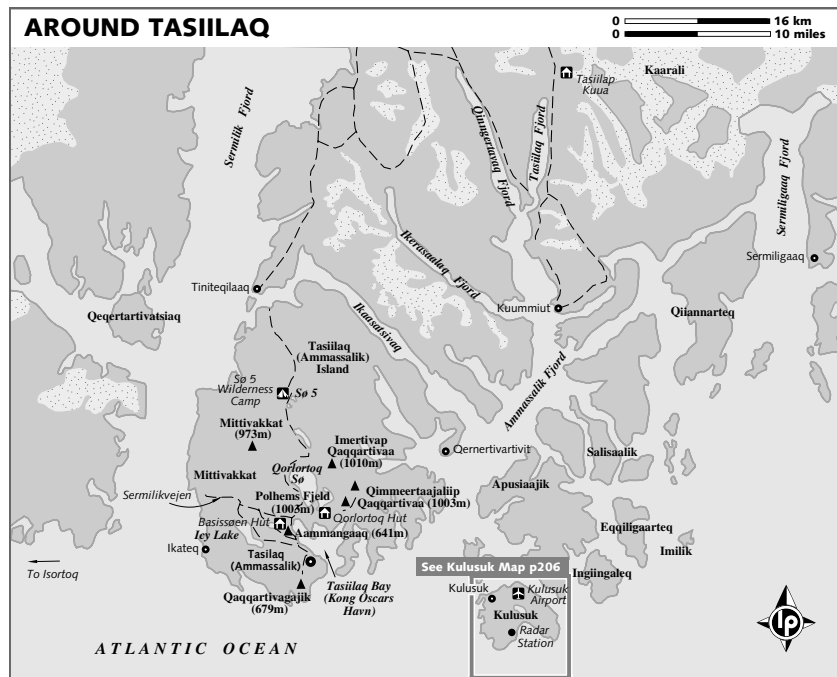 AROUND TASIILAQ
0 16 km
0 10 miles
Kaarali
Tasiilap
Kuua
Sermilik Fjord
Qinngertavaq Fjord
Tasiilaq Fjord
Sermiligaaq Fjord
Ikerasaalaq Fjord
Sermiligaaq
Tiniteqilaaq
Kuummiut
Qeqertartivatsiaq
Ikaasatsivaq
Qiiannarteq
Tasiilaq
(Ammassalik)
Island
Ammassalik Fjord
Sø 5
Wilderness
Camp
Sø 5
Mittivakkat
(973m)
Imertivap
Qaqqartivaa
(1010m)
Qernertivartivit
Salisaalik
Mittivakkat
Qorlortoq
Sø
Apusiaajik
Sermilikvejen
Polhems Fjeld
(1003m)
Qimmeertaajaliip
Qaqqartivaa (1003m)
Basissøen Hut
Qorlortoq Hut
Icy Lake
Aammangaaq (641m)
Eqqiligaarteq
Imilik
Ikateq
Tasilaq
(Ammassalik)
To Isortoq
See Kulusuk Map p206
Ingiingaleq
Tasiilaq Bay
(Kong Oscars
Havn)
Qaqqartivagajik
(679m)
Kulusuk
Kulusuk
Airport
Kulusuk
Radar
Station
ATLANTIC OCEAN
lp